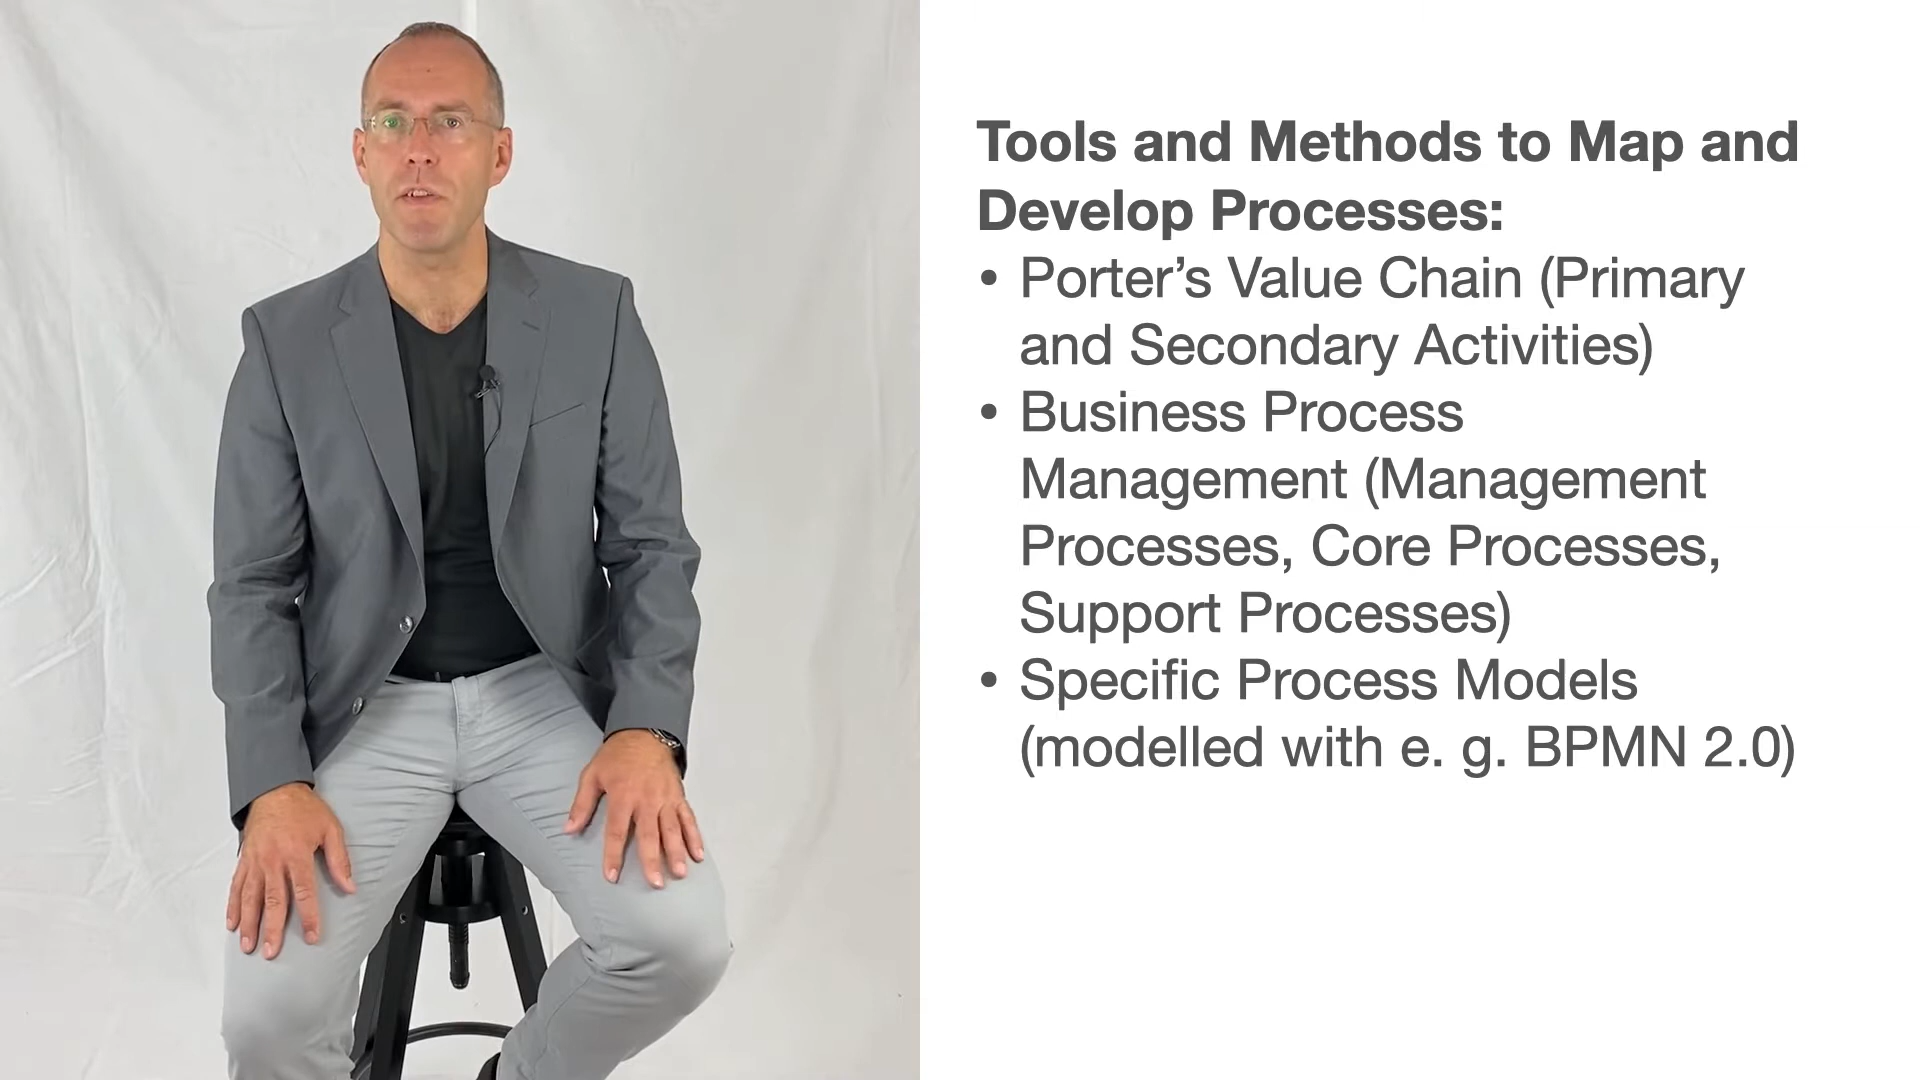 Tools and Methods to Map and
Develop Processes:
• Porter’s Value Chain (Primary
and Secondary Activities)
• Business Process
Management (Management
Processes, Core Processes,
Support Processes)
• Specific Process Models
(modelled with e. g. BPMN 2.0)